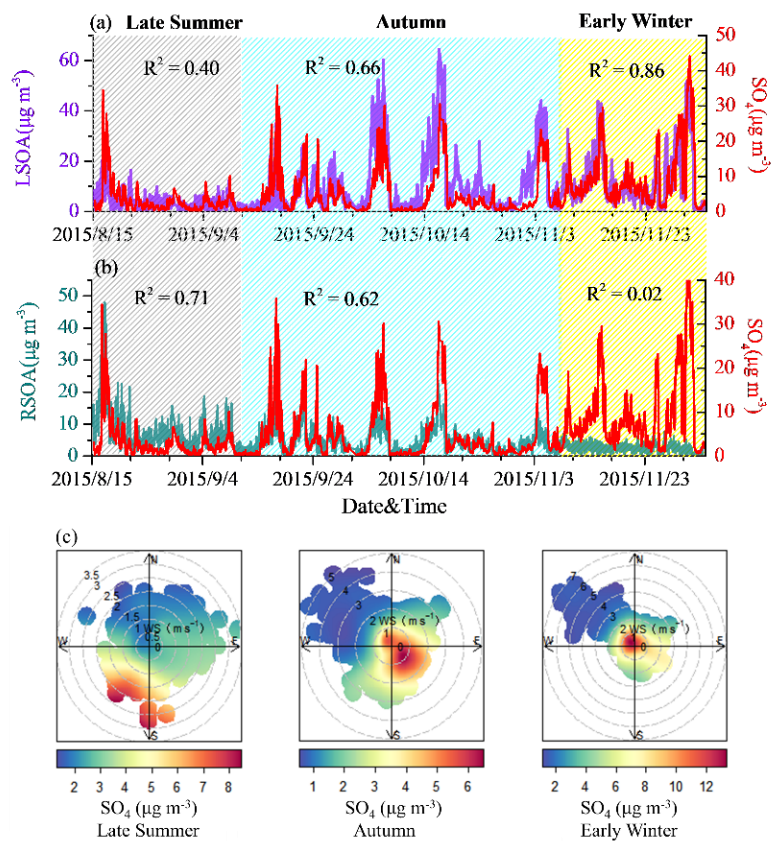 Late Summer Autumn Early Winter
(a)
R² = 0.40 R² = 0.66 R² = 0.86
LSOA(μg m⁻³)
60
40
20
0
SO₄(μg m⁻³)
50
40
30
20
10
0
2015/8/15 2015/9/4 2015/9/24 2015/10/14 2015/11/3 2015/11/23
(b)
R² = 0.71 R² = 0.62 R² = 0.02
RSOA(μg m⁻³)
50
40
30
20
10
0
SO₄(μg m⁻³)
40
30
20
10
0
2015/8/15 2015/9/4 2015/9/24 2015/10/14 2015/11/3 2015/11/23
Date&Time
(c)
N
3.5
3
2.5
2
1.5
1 WS (m s⁻¹)
0.5
0
W E
S
N
5
4
3
2 WS (m s⁻¹)
1
0
W E
S
N
7
6
5
4
3
2 WS (m s⁻¹)
0
W E
S
2 3 4 5 6 7 8
1 2 3 4 5 6
2 4 6 8 10 12
SO₄ (μg m⁻³) SO₄ (μg m⁻³) SO₄ (μg m⁻³)
Late Summer Autumn Early Winter